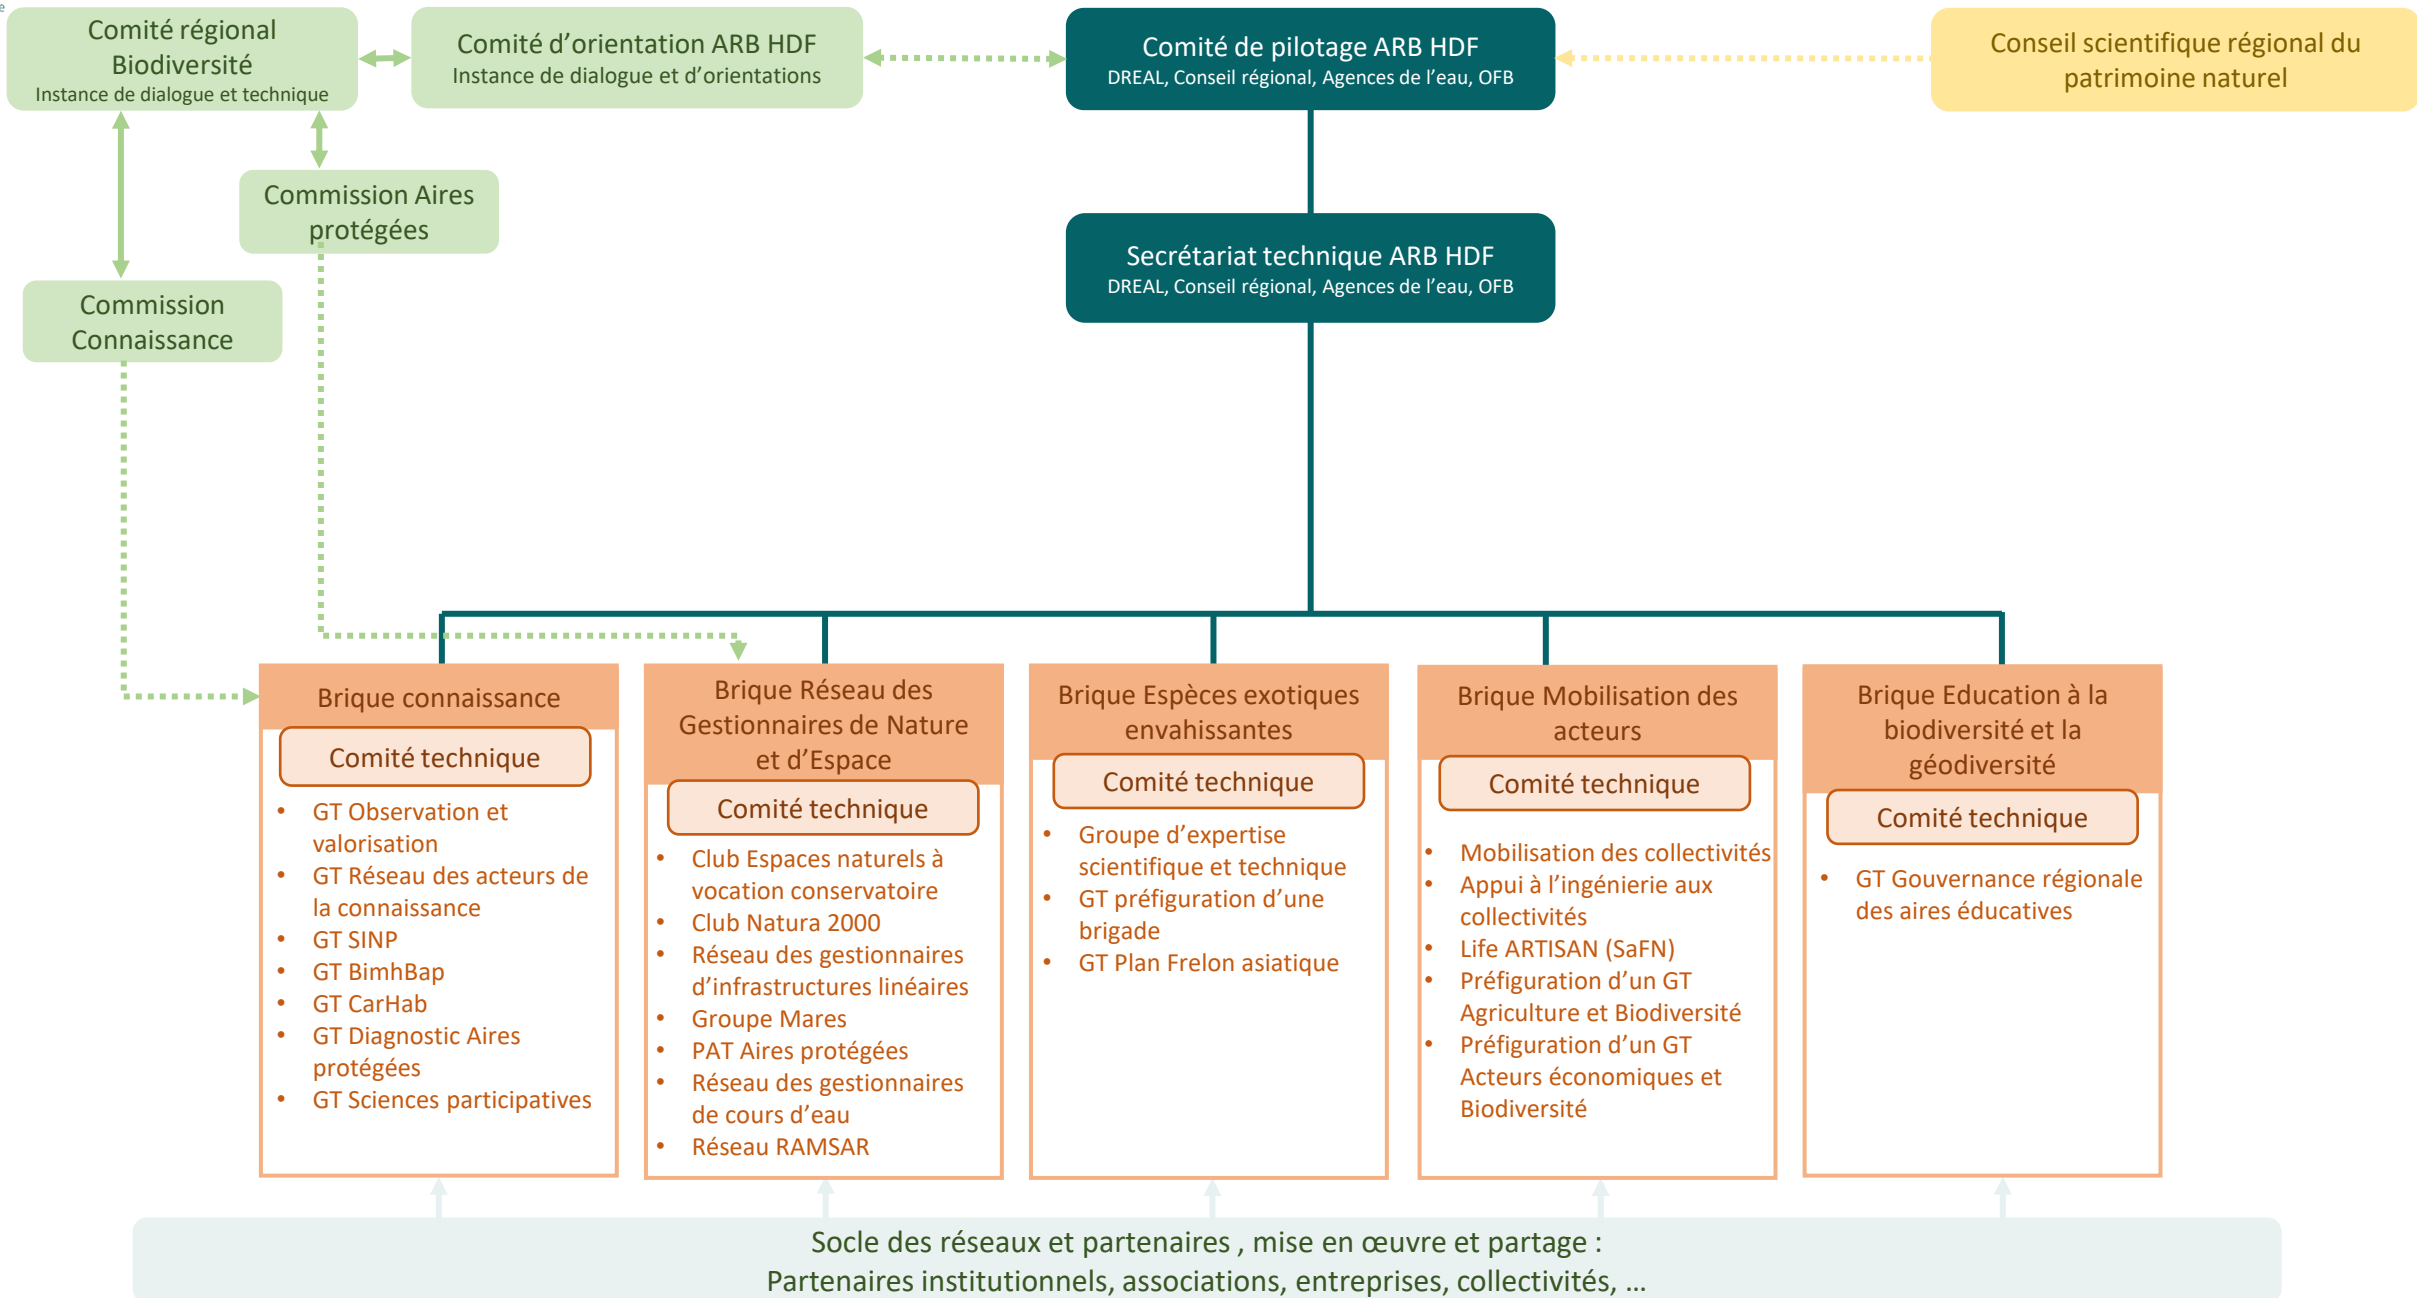 Comité régional
Biodiversité
Instance de dialogue et technique
Comité d’orientation ARB HDF
Instance de dialogue et d’orientations
Comité de pilotage ARB HDF
DREAL, Conseil régional, Agences de l’eau, OFB
Conseil scientifique régional du
patrimoine naturel
Commission Aires
protégées
Secrétariat technique ARB HDF
DREAL, Conseil régional, Agences de l’eau, OFB
Commission
Connaissance
Brique connaissance
Comité technique
• GT Observation et
valorisation
• GT Réseau des acteurs de
la connaissance
• GT SINP
• GT BimhBap
• GT CarHab
• GT Diagnostic Aires
protégées
• GT Sciences participatives
Brique Réseau des
Gestionnaires de Nature
et d’Espace
Comité technique
• Club Espaces naturels à
vocation conservatoire
• Club Natura 2000
• Réseau des gestionnaires
d’infrastructures linéaires
• Groupe Mares
• PAT Aires protégées
• Réseau des gestionnaires
de cours d’eau
• Réseau RAMSAR
Brique Espèces exotiques
envahissantes
Comité technique
• Groupe d’expertise
scientifique et technique
• GT préfiguration d’une
brigade
• GT Plan Frelon asiatique
Brique Mobilisation des
acteurs
Comité technique
• Mobilisation des collectivités
• Appui à l’ingénierie aux
collectivités
• Life ARTISAN (SaFN)
• Préfiguration d’un GT
Agriculture et Biodiversité
• Préfiguration d’un GT
Acteurs économiques et
Biodiversité
Brique Education à la
biodiversité et la
géodiversité
Comité technique
• GT Gouvernance régionale
des aires éducatives
Socle des réseaux et partenaires , mise en œuvre et partage :
Partenaires institutionnels, associations, entreprises, collectivités, …